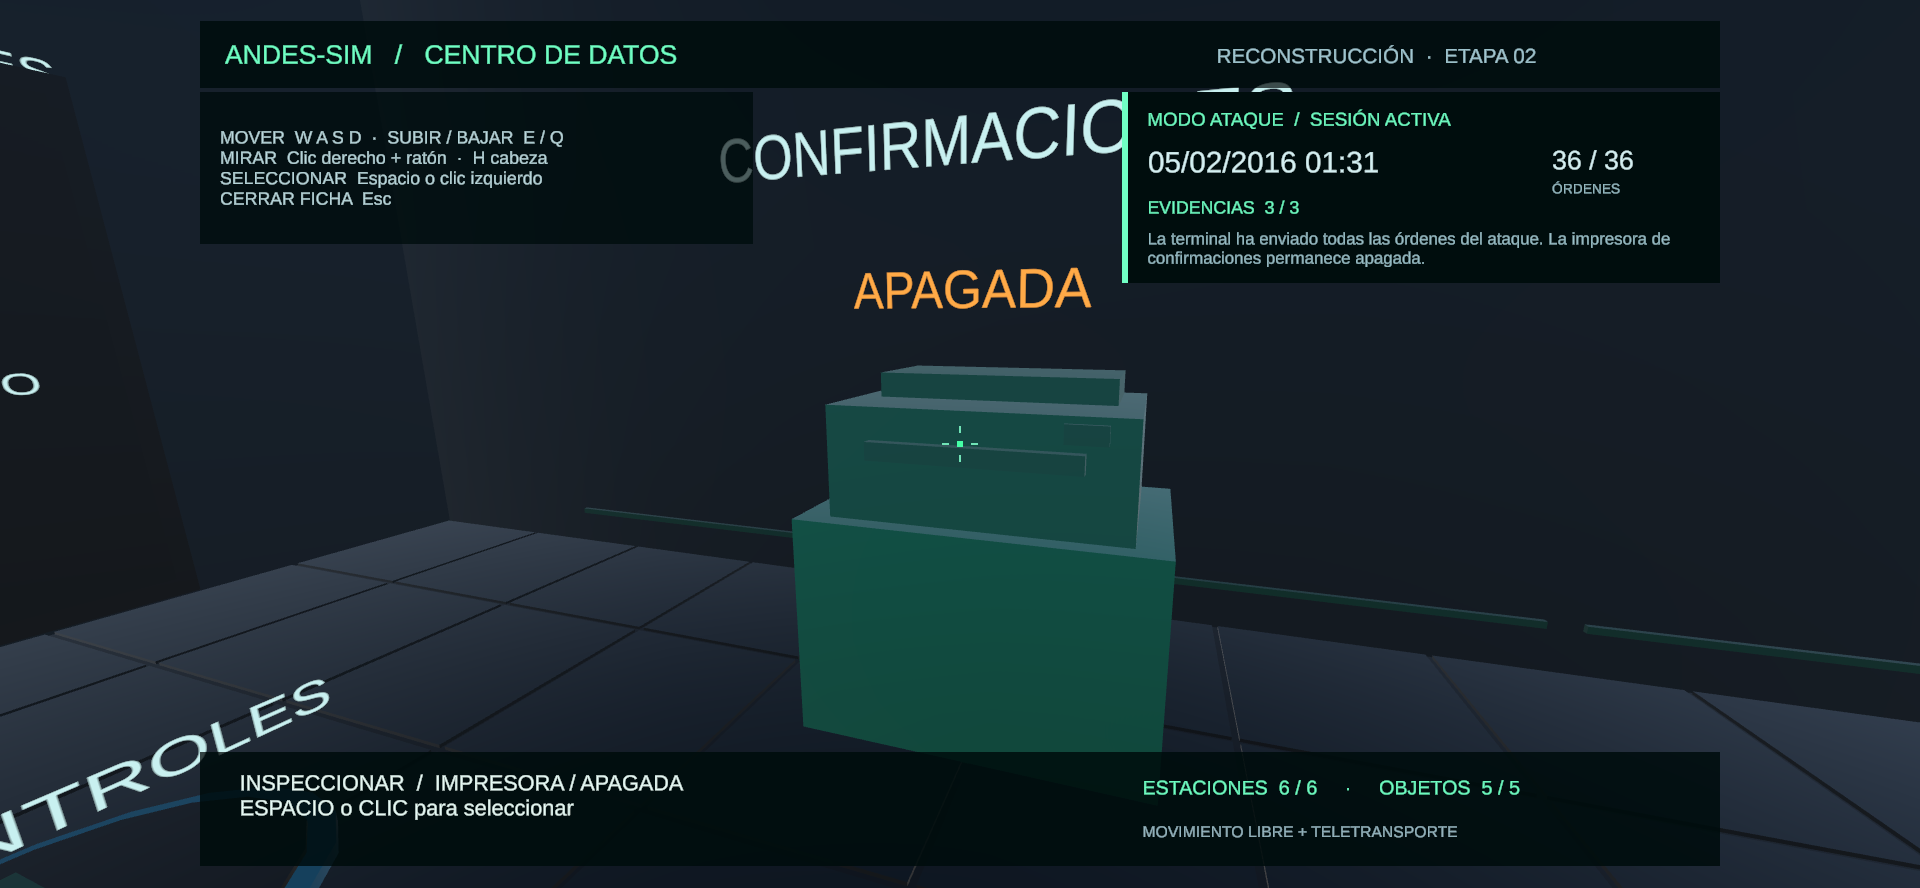 ANDES-SIM / CENTRO DE DATOS
RECONSTRUCCIÓN · ETAPA 02
MOVER W A S D · SUBIR / BAJAR E / Q
MIRAR Clic derecho + ratón · H cabeza
SELECCIONAR Espacio o clic izquierdo
CERRAR FICHA Esc
MODO ATAQUE / SESIÓN ACTIVA
05/02/2016 01:31
36 / 36
ÓRDENES
EVIDENCIAS 3 / 3
La terminal ha enviado todas las órdenes del ataque. La impresora de
confirmaciones permanece apagada.
CONFIRMACIO
APAGADA
O
NTROLES
INSPECCIONAR / IMPRESORA / APAGADA
ESPACIO o CLIC para seleccionar
ESTACIONES 6 / 6 · OBJETOS 5 / 5
MOVIMIENTO LIBRE + TELETRANSPORTE